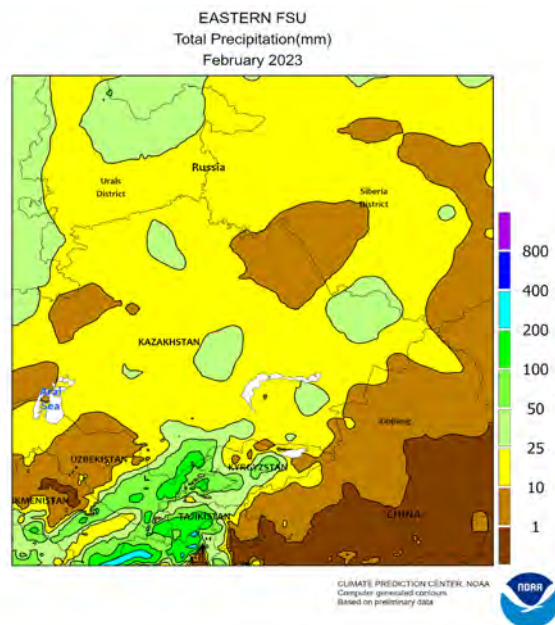 EASTERN FSU
Total Precipitation(mm)
February 2023
Russia
Urals
District
Siberia
District
KAZAKHSTAN
Aral
Sea
Xinjiang
UZBEKISTAN
KYRGYZSTAN
KMENISTAN
TAJIKISTAN
CHINA
800
400
200
100
50
25
10
1
CLIMATE PREDICTION CENTER, NOAA
Computer generated contours
Based on preliminary data
NOAA